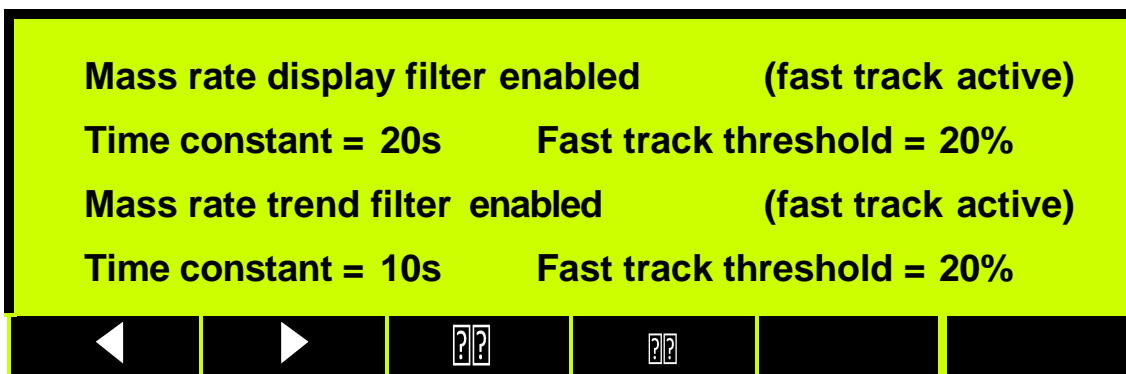 Mass rate display filter enabled (fast track active)
Time constant = 20s Fast track threshold = 20%
Mass rate trend filter enabled (fast track active)
Time constant = 10s Fast track threshold = 20%